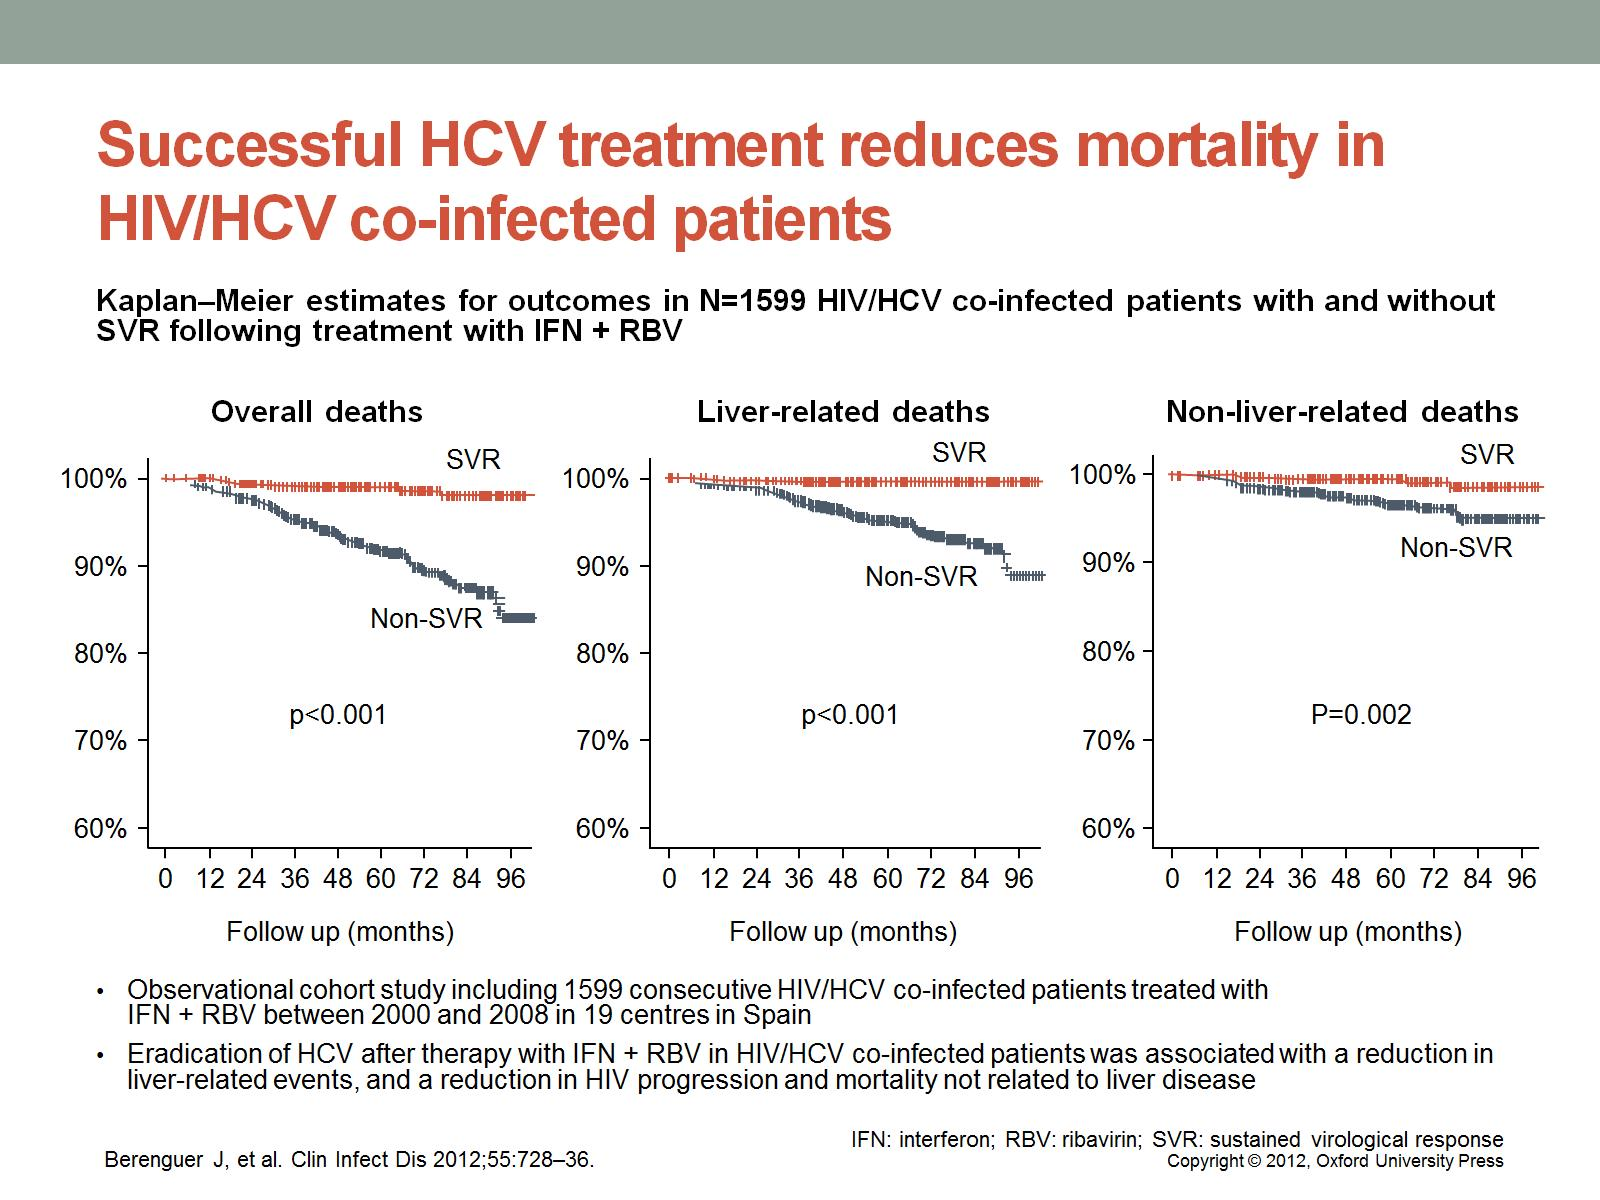 Successful HCV treatment reduces mortality in
HIV/HCV co-infected patients
Kaplan–Meier estimates for outcomes in N=1599 HIV/HCV co-infected patients with and without
SVR following treatment with IFN + RBV
Overall deaths
SVR
100%
90%
80%
70%
60%
Non-SVR
p<0.001
0 12 24 36 48 60 72 84 96
Follow up (months)
Liver-related deaths
SVR
100%
90%
80%
70%
60%
Non-SVR
p<0.001
0 12 24 36 48 60 72 84 96
Follow up (months)
Non-liver-related deaths
SVR
100%
90%
80%
70%
60%
Non-SVR
P=0.002
0 12 24 36 48 60 72 84 96
Follow up (months)
• Observational cohort study including 1599 consecutive HIV/HCV co-infected patients treated with
IFN + RBV between 2000 and 2008 in 19 centres in Spain
• Eradication of HCV after therapy with IFN + RBV in HIV/HCV co-infected patients was associated with a reduction in
liver-related events, and a reduction in HIV progression and mortality not related to liver disease
IFN: interferon; RBV: ribavirin; SVR: sustained virological response
Berenguer J, et al. Clin Infect Dis 2012;55:728–36.
Copyright © 2012, Oxford University Press